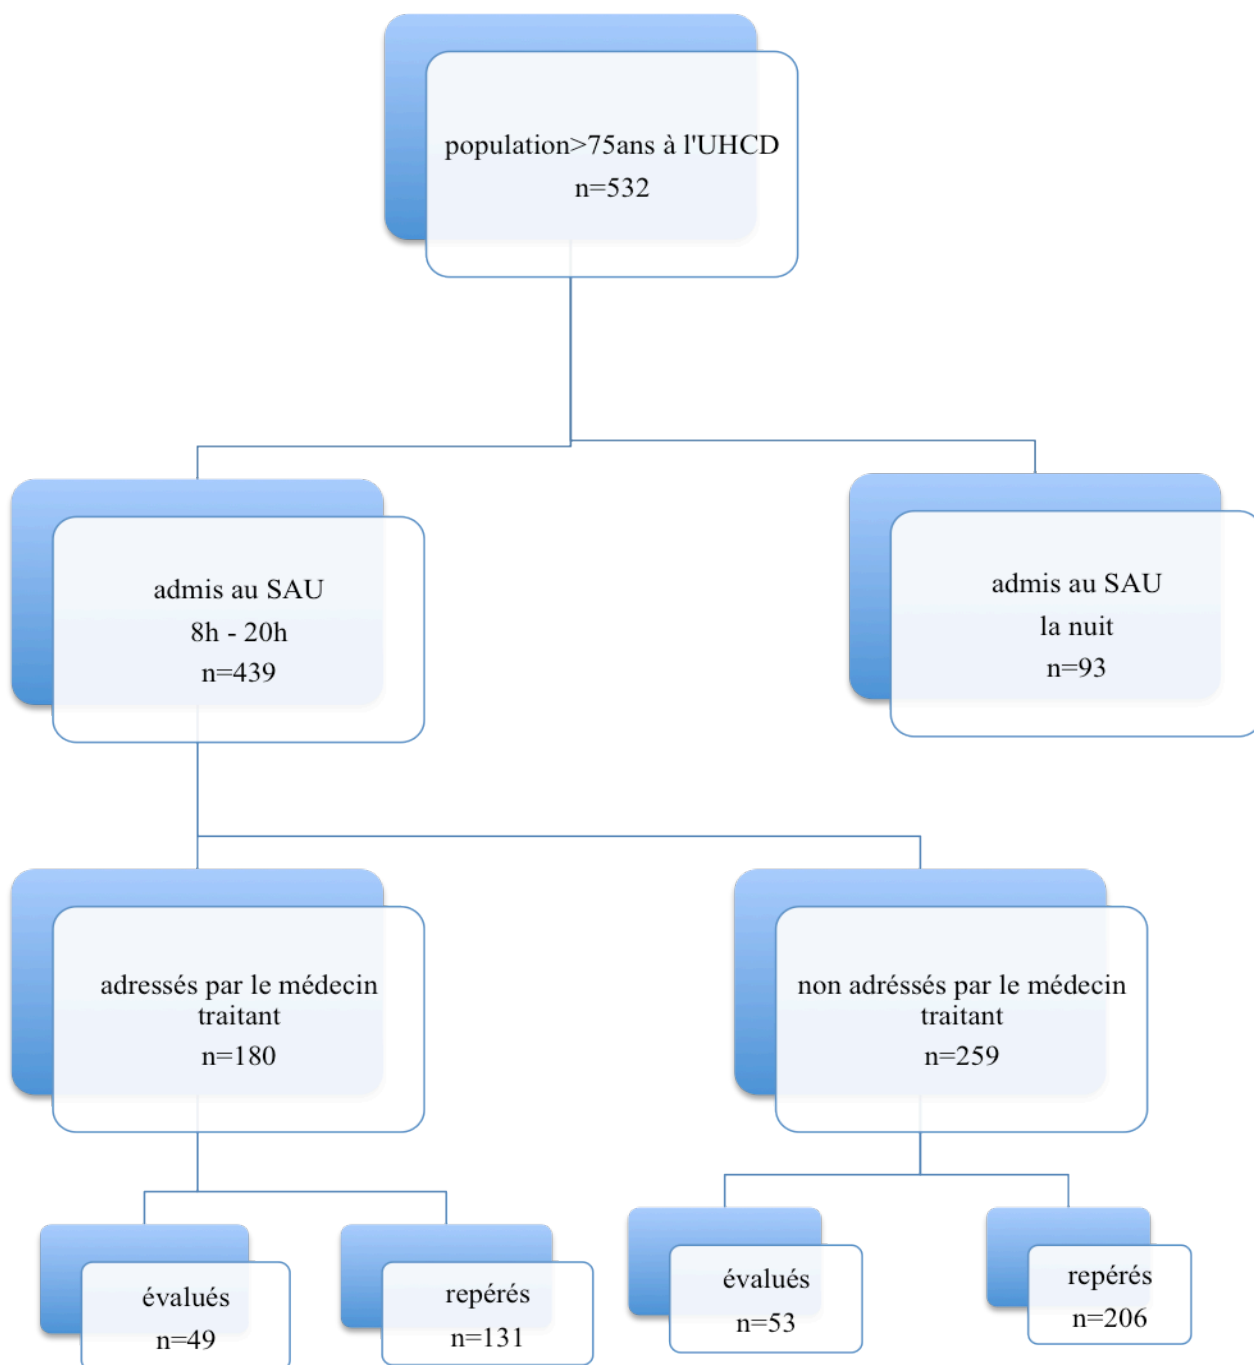 population>75ans à l'UHCD
n=532
admis au SAU
8h - 20h
n=439
admis au SAU
la nuit
n=93
adressés par le médecin
traitant
n=180
non adréssés par le médecin
traitant
n=259
évalués
n=49
repérés
n=131
évalués
n=53
repérés
n=206